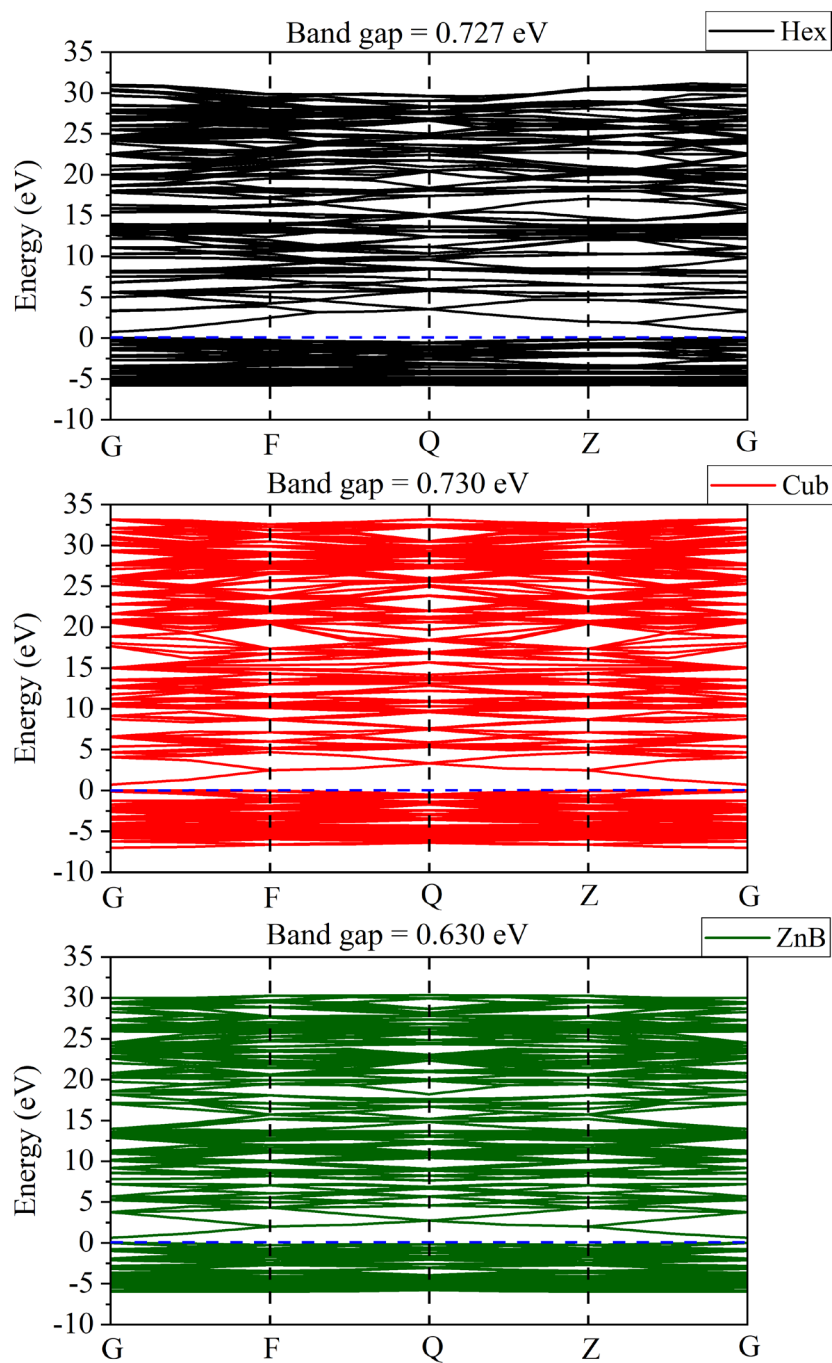 Band gap = 0.727 eV
Hex
35
30
25
20
15
10
5
0
-5
-10
Energy (eV)
G F Q Z G
Band gap = 0.730 eV
Cub
35
30
25
20
15
10
5
0
-5
-10
Energy (eV)
G F Q Z G
Band gap = 0.630 eV
ZnB
35
30
25
20
15
10
5
0
-5
-10
Energy (eV)
G F Q Z G